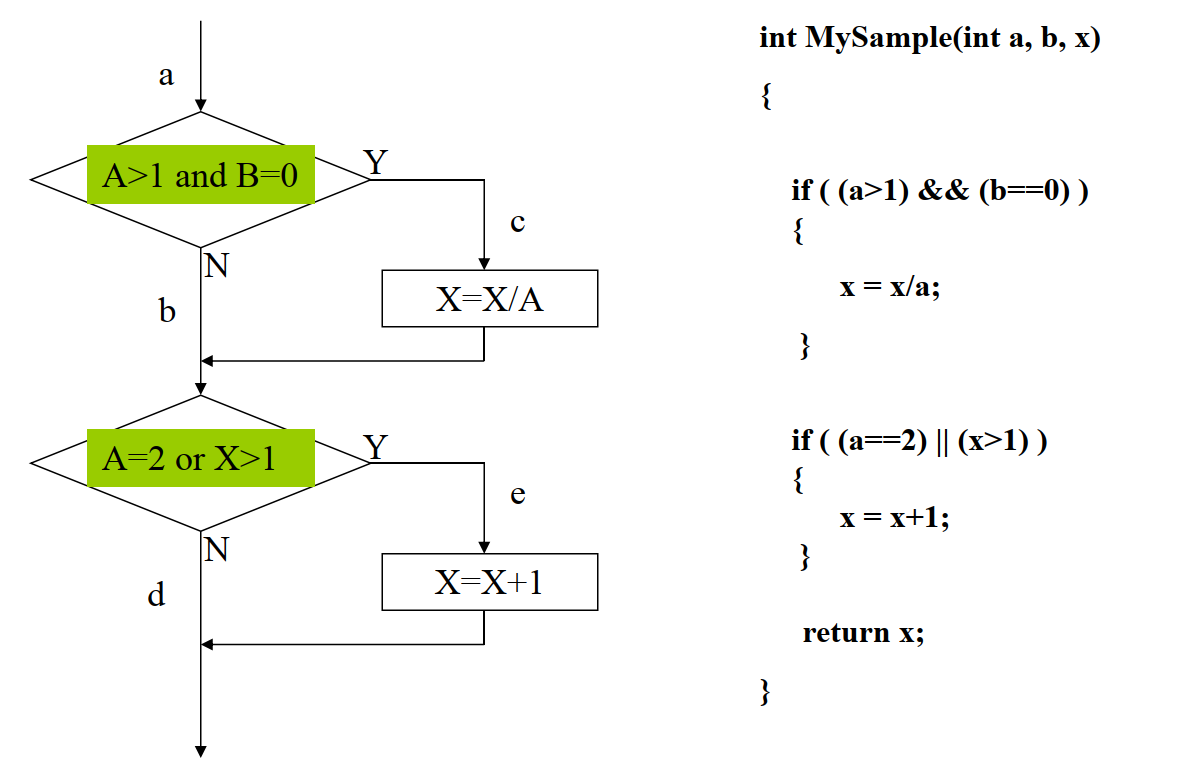 a
A>1 and B=0
Y
c
N
X=X/A
b
A=2 or X>1
Y
e
N
X=X+1
d
int MySample(int a, b, x)
{
if ( (a>1) && (b==0) )
{
x = x/a;
}
if ( (a==2) || (x>1) )
{
x = x+1;
}
return x;
}